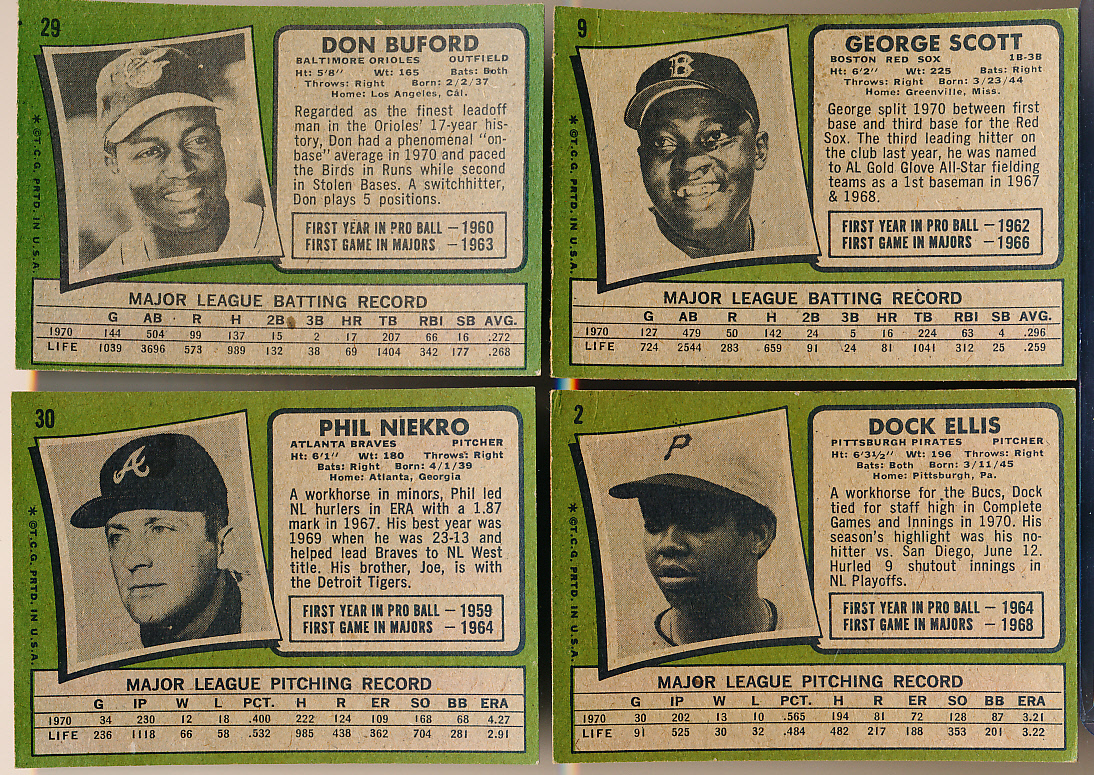 29
DON BUFORD
BALTIMORE ORIOLES OUTFIELD
Ht: 5'8" Wt: 165 Bats: Both
Throws: Right Born: 2/2/37
Home: Los Angeles, Cal.
Regarded as the finest leadoff
man in the Orioles' 17-year his-
tory, Don had a phenomenal "on-
base" average in 1970 and paced
the Birds in Runs while second
in Stolen Bases. A switchhitter,
Don plays 5 positions.
FIRST YEAR IN PRO BALL — 1960
FIRST GAME IN MAJORS — 1963
* ©T.C.G. PRTD. IN U.S.A.
MAJOR LEAGUE BATTING RECORD
G AB R H 2B 3B HR TB RBI SB AVG.
1970 144 504 99 137 15 2 17 207 66 16 .272
LIFE 1039 3696 573 989 132 38 69 1404 342 177 .268
9
GEORGE SCOTT
BOSTON RED SOX 1B-3B
Ht: 6'2" Wt: 225 Bats: Right
Throws: Right Born: 3/23/44
Home: Greenville, Miss.
George split 1970 between first
base and third base for the Red
Sox. The third leading hitter on
the club last year, he was named
to AL Gold Glove All-Star fielding
teams as a 1st baseman in 1967
& 1968.
FIRST YEAR IN PRO BALL — 1962
FIRST GAME IN MAJORS — 1966
B
* ©T.C.G. PRTD. IN U.S.A.
MAJOR LEAGUE BATTING RECORD
G AB R H 2B 3B HR TB RBI SB AVG.
1970 127 479 50 142 24 5 16 224 63 4 .296
LIFE 724 2544 283 659 91 24 81 1041 312 25 .259
30
PHIL NIEKRO
ATLANTA BRAVES PITCHER
Ht: 6'1" Wt: 180 Throws: Right
Bats: Right Born: 4/1/39
Home: Atlanta, Georgia
A workhorse in minors, Phil led
NL hurlers in ERA with a 1.87
mark in 1967. His best year was
1969 when he was 23-13 and
helped lead Braves to NL West
title. His brother, Joe, is with
the Detroit Tigers.
FIRST YEAR IN PRO BALL — 1959
FIRST GAME IN MAJORS — 1964
A
* ©T.C.G. PRTD. IN U.S.A.
MAJOR LEAGUE PITCHING RECORD
G IP W L PCT. H R ER SO BB ERA
1970 34 230 12 18 .400 222 124 109 168 68 4.27
LIFE 236 1118 66 58 .532 985 438 362 704 281 2.91
2
DOCK ELLIS
PITTSBURGH PIRATES PITCHER
Ht: 6'3½" Wt: 196 Throws: Right
Bats: Both Born: 3/11/45
Home: Pittsburgh, Pa.
A workhorse for the Bucs, Dock
tied for staff high in Complete
Games and Innings in 1970. His
season's highlight was his no-
hitter vs. San Diego, June 12.
Hurled 9 shutout innings in
NL Playoffs.
FIRST YEAR IN PRO BALL — 1964
FIRST GAME IN MAJORS — 1968
P
* ©T.C.G. PRTD. IN U.S.A.
MAJOR LEAGUE PITCHING RECORD
G IP W L PCT. H R ER SO BB ERA
1970 30 202 13 10 .565 194 81 72 128 87 3.21
LIFE 91 525 30 32 .484 482 217 188 353 201 3.22